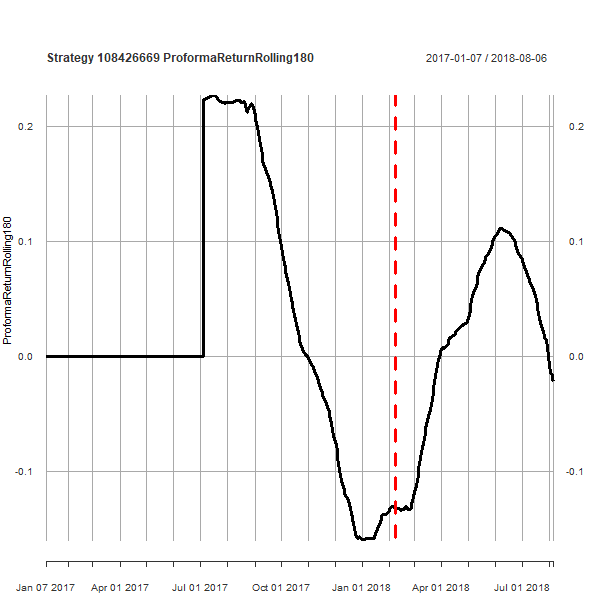 Strategy 108426669 ProformaReturnRolling180
2017-01-07 / 2018-08-06
ProformaReturnRolling180
0.2
0.2
0.1
0.1
0.0
0.0
-0.1
-0.1
Jan 07 2017
Apr 01 2017
Jul 01 2017
Oct 01 2017
Jan 01 2018
Apr 01 2018
Jul 01 2018